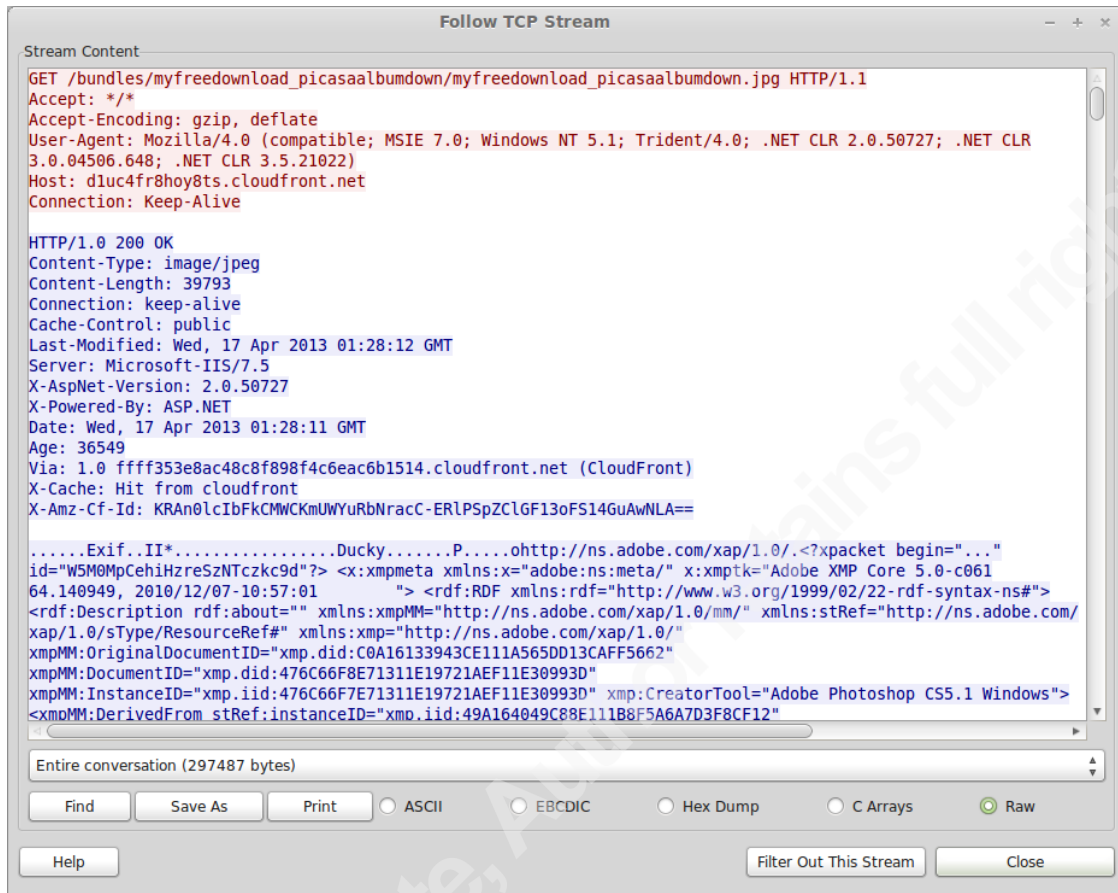 Follow TCP Stream
Stream Content
GET /bundles/myfreedownload_picasaalbumdown/myfreedownload_picasaalbumdown.jpg HTTP/1.1
Accept: */*
Accept-Encoding: gzip, deflate
User-Agent: Mozilla/4.0 (compatible; MSIE 7.0; Windows NT 5.1; Trident/4.0; .NET CLR 2.0.50727; .NET CLR
3.0.04506.648; .NET CLR 3.5.21022)
Host: d1uc4fr8hoy8ts.cloudfront.net
Connection: Keep-Alive
HTTP/1.0 200 OK
Content-Type: image/jpeg
Content-Length: 39793
Connection: keep-alive
Cache-Control: public
Last-Modified: Wed, 17 Apr 2013 01:28:12 GMT
Server: Microsoft-IIS/7.5
X-AspNet-Version: 2.0.50727
X-Powered-By: ASP.NET
Date: Wed, 17 Apr 2013 01:28:11 GMT
Age: 36549
Via: 1.0 ffff353e8ac48c8f898f4c6eac6b1514.cloudfront.net (CloudFront)
X-Cache: Hit from cloudfront
X-Amz-Cf-Id: KRAn0lcIbFkCMWCKmUWYuRbNracC-ERlPSpZClGF13oFS14GuAwNLA==
......Exif..II*.................Ducky.......P.....ohttp://ns.adobe.com/xap/1.0/.<?xpacket begin="..."
id="W5M0MpCehiHzreSzNTczkc9d"?> <x:xmpmeta xmlns:x="adobe:ns:meta/" x:xmptk="Adobe XMP Core 5.0-c061
64.140949, 2010/12/07-10:57:01        "> <rdf:RDF xmlns:rdf="http://www.w3.org/1999/02/22-rdf-syntax-ns#">
<rdf:Description rdf:about="" xmlns:xmpMM="http://ns.adobe.com/xap/1.0/mm/" xmlns:stRef="http://ns.adobe.com/
xap/1.0/sType/ResourceRef#" xmlns:xmp="http://ns.adobe.com/xap/1.0/"
xmpMM:OriginalDocumentID="xmp.did:C0A16133943CE111A565DD13CAFF5662"
xmpMM:DocumentID="xmp.did:476C66F8E71311E19721AEF11E30993D"
xmpMM:InstanceID="xmp.iid:476C66F7E71311E19721AEF11E30993D" xmp:CreatorTool="Adobe Photoshop CS5.1 Windows">
<xmpMM:DerivedFrom stRef:instanceID="xmp.iid:49A164049C88E111B8F5A6A7D3F8CF12"
Entire conversation (297487 bytes)
Find Save As Print ASCII EBCDIC Hex Dump C Arrays Raw
Help Filter Out This Stream Close